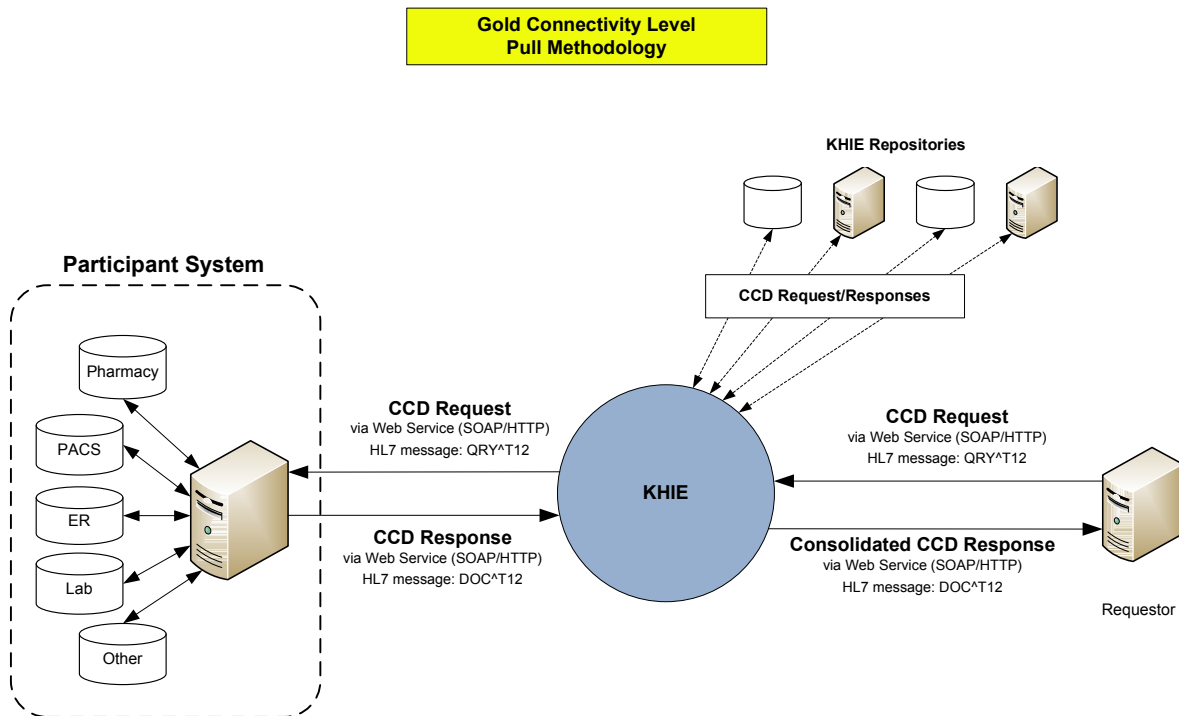 Gold Connectivity Level
Pull Methodology
KHIE Repositories
CCD Request/Responses
Participant System
Pharmacy
PACS
ER
Lab
Other
CCD Request
via Web Service (SOAP/HTTP)
HL7 message: QRY^T12
CCD Response
via Web Service (SOAP/HTTP)
HL7 message: DOC^T12
KHIE
CCD Request
via Web Service (SOAP/HTTP)
HL7 message: QRY^T12
Consolidated CCD Response
via Web Service (SOAP/HTTP)
HL7 message: DOC^T12
Requestor